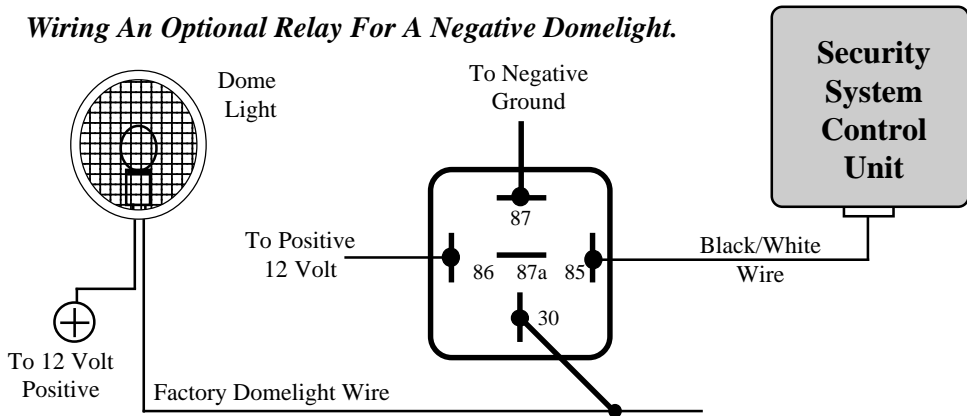 Wiring An Optional Relay For A Negative Domelight.
Dome
Light
To Negative
Ground
Security
System
Control
Unit
87
To Positive
12 Volt
86
87a
85
Black/White
Wire
30
To 12 Volt
Positive
Factory Domelight Wire